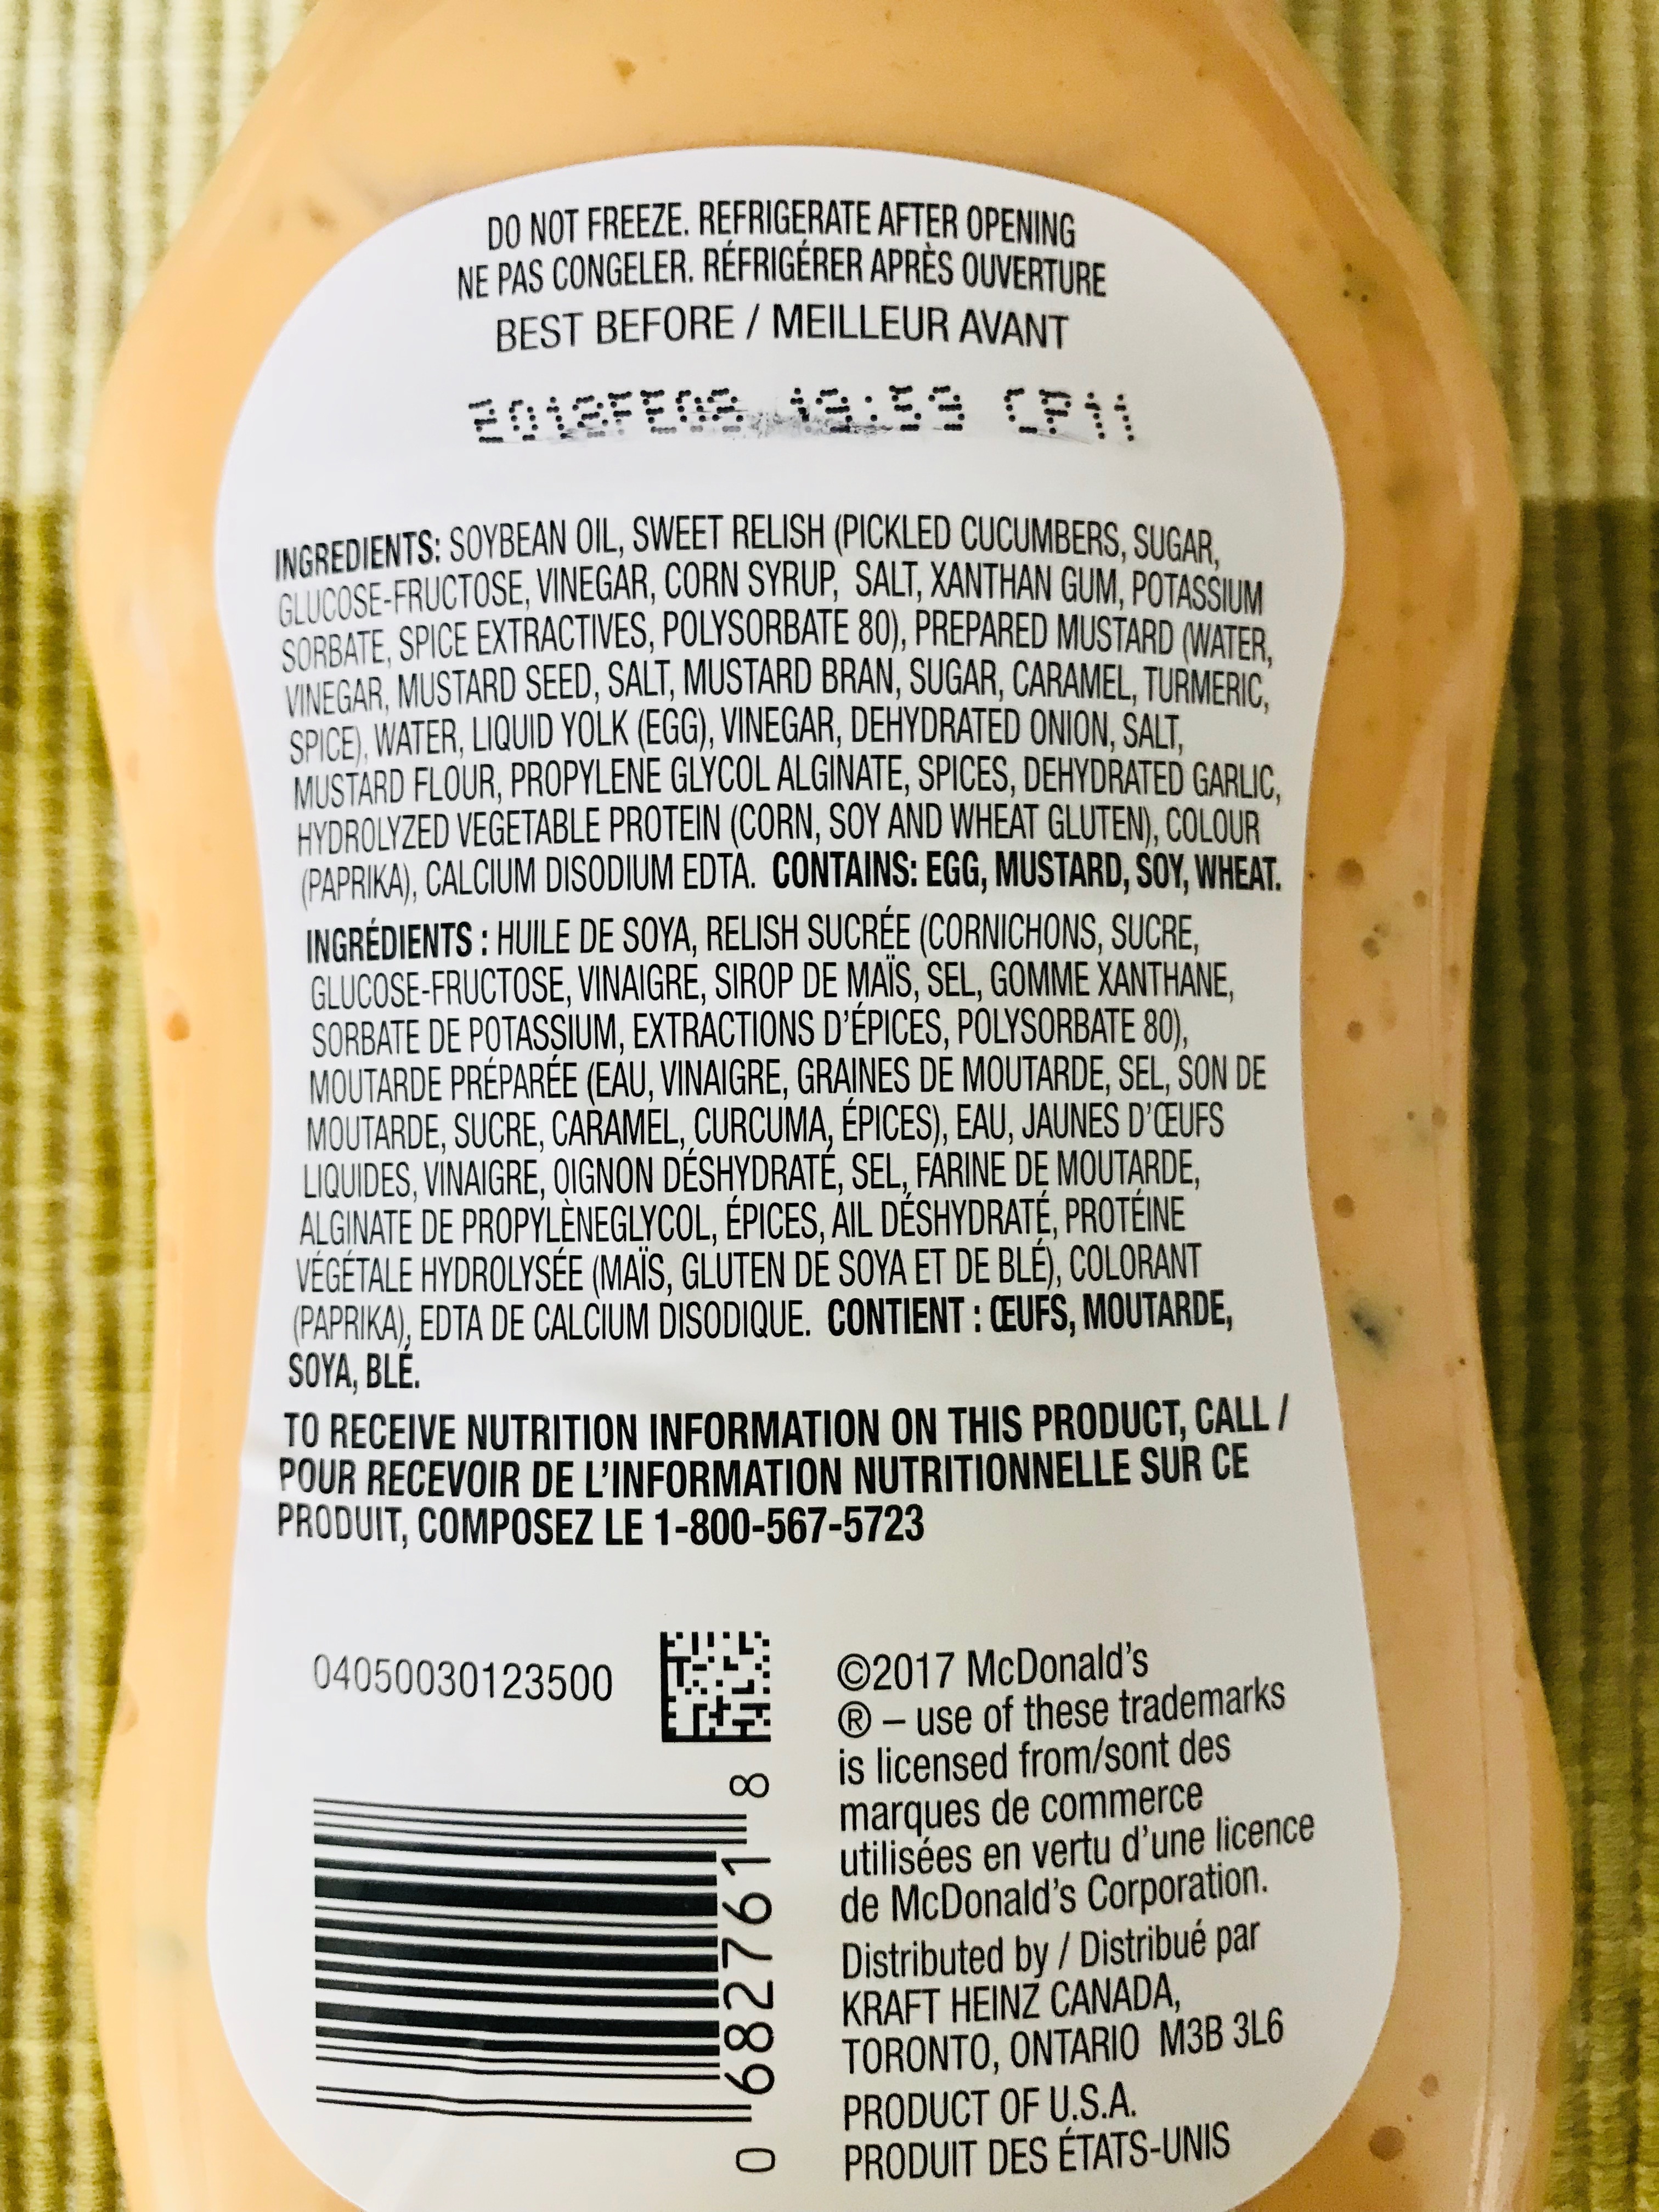 DO NOT FREEZE. REFRIGERATE AFTER OPENING
NE PAS CONGELER. RÉFRIGÉRER APRÈS OUVERTURE
BEST BEFORE / MEILLEUR AVANT
CP11
INGREDIENTS: SOYBEAN OIL, SWEET RELISH (PICKLED CUCUMBERS, SUGAR,
GLUCOSE-FRUCTOSE, VINEGAR, CORN SYRUP, SALT, XANTHAN GUM, POTASSIUM
SORBATE, SPICE EXTRACTIVES, POLYSORBATE 80), PREPARED MUSTARD (WATER,
VINEGAR, MUSTARD SEED, SALT, MUSTARD BRAN, SUGAR, CARAMEL, TURMERIC,
SPICE), WATER, LIQUID YOLK (EGG), VINEGAR, DEHYDRATED ONION, SALT,
MUSTARD FLOUR, PROPYLENE GLYCOL ALGINATE, SPICES, DEHYDRATED GARLIC,
HYDROLYZED VEGETABLE PROTEIN (CORN, SOY AND WHEAT GLUTEN), COLOUR
(PAPRIKA), CALCIUM DISODIUM EDTA. CONTAINS: EGG, MUSTARD, SOY, WHEAT.
INGRÉDIENTS : HUILE DE SOYA, RELISH SUCRÉE (CORNICHONS, SUCRE,
GLUCOSE-FRUCTOSE, VINAIGRE, SIROP DE MAÏS, SEL, GOMME XANTHANE,
SORBATE DE POTASSIUM, EXTRACTIONS D'ÉPICES, POLYSORBATE 80),
MOUTARDE PRÉPARÉE (EAU, VINAIGRE, GRAINES DE MOUTARDE, SEL, SON DE
MOUTARDE, SUCRE, CARAMEL, CURCUMA, ÉPICES), EAU, JAUNES D'ŒUFS
LIQUIDES, VINAIGRE, OIGNON DÉSHYDRATÉ, SEL, FARINE DE MOUTARDE,
ALGINATE DE PROPYLÈNEGLYCOL, ÉPICES, AIL DÉSHYDRATÉ, PROTÉINE
VÉGÉTALE HYDROLYSÉE (MAÏS, GLUTEN DE SOYA ET DE BLÉ), COLORANT
(PAPRIKA), EDTA DE CALCIUM DISODIQUE. CONTIENT : ŒUFS, MOUTARDE,
SOYA, BLÉ.
TO RECEIVE NUTRITION INFORMATION ON THIS PRODUCT, CALL /
POUR RECEVOIR DE L'INFORMATION NUTRITIONNELLE SUR CE
PRODUIT, COMPOSEZ LE 1-800-567-5723
04050030123500
0 68276 1 8
©2017 McDonald's
® – use of these trademarks
is licensed from/sont des
marques de commerce
utilisées en vertu d'une licence
de McDonald's Corporation.
Distributed by / Distribué par
KRAFT HEINZ CANADA,
TORONTO, ONTARIO M3B 3L6
PRODUCT OF U.S.A.
PRODUIT DES ÉTATS-UNIS